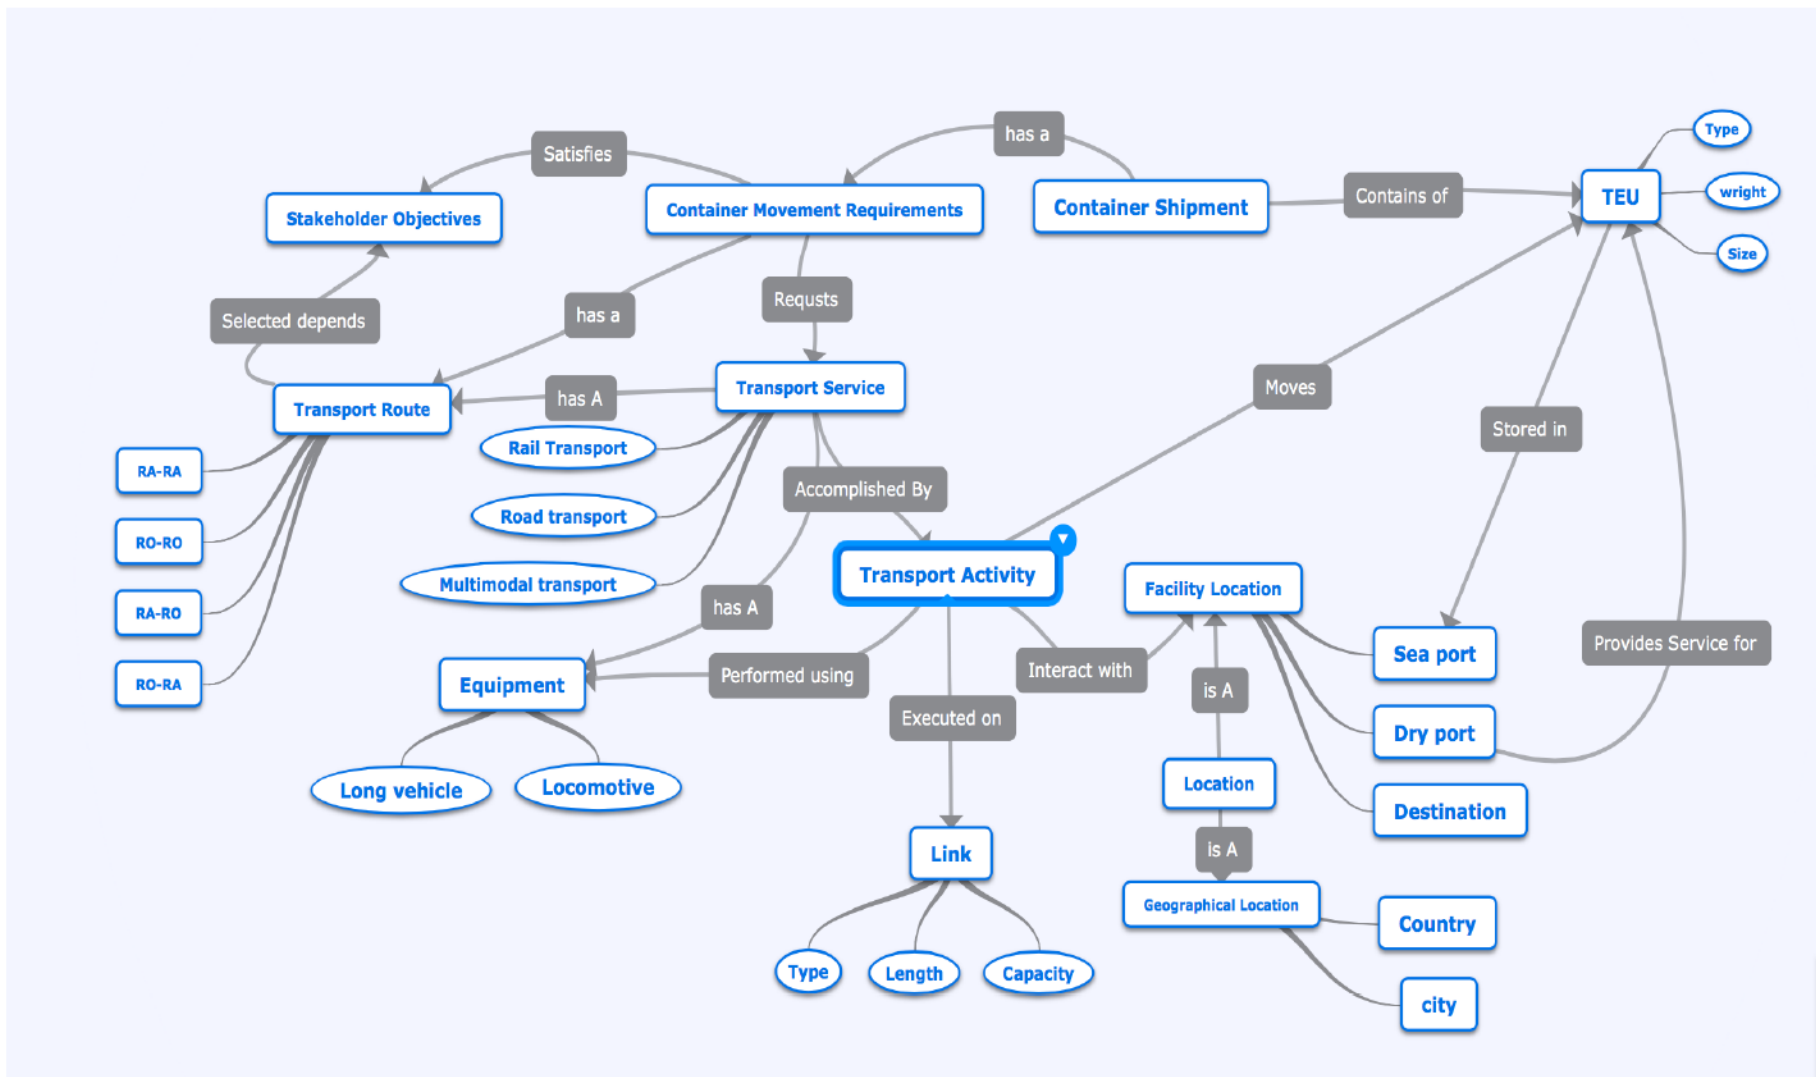 Type
has a
Satisfies
wright
Contains of
TEU
Container Shipment
Container Movement Requirements
Stakeholder Objectives
Size
Requsts
has a
Selected depends
Moves
Transport Service
has A
Transport Route
Stored in
Rail Transport
RA-RA
Accomplished By
Road transport
RO-RO
Transport Activity
Multimodal transport
Facility Location
has A
RA-RO
Provides Service for
Sea port
Interact with
Performed using
Equipment
RO-RA
is A
Executed on
Dry port
Location
Locomotive
Long vehicle
Destination
is A
Link
Geographical Location
Country
Type
Length
Capacity
city